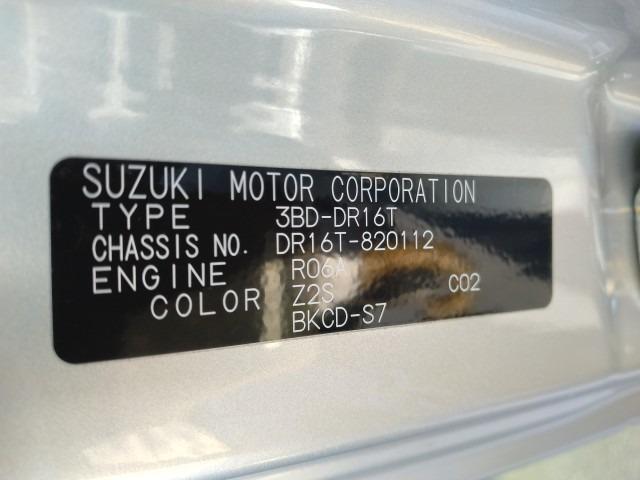 SUZUKI MOTOR CORPORATION
TYPE 3BD-DR16T
CHASSIS NO. DR16T-820112
ENGINE R06A
COLOR Z2S C02
BKCD-S7